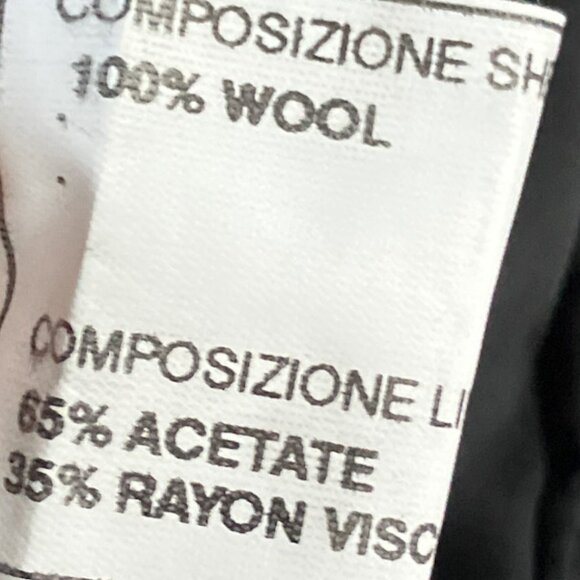 COMPOSIZIONE SH
100% WOOL
COMPOSIZIONE LI
65% ACETATE
35% RAYON VISC